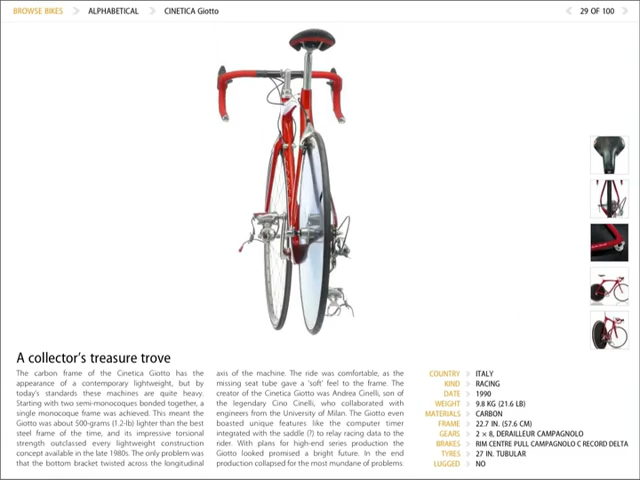 BROWSE BIKES ALPHABETICAL CINETICA Giotto 29 OF 100
A collector's treasure trove
The carbon frame of the Cinetica Giotto has the
appearance of a contemporary lightweight, but by
today's standards these machines are quite heavy.
Starting with two semi-monocoques bonded together, a
single monocoque frame was achieved. This meant the
Giotto was about 500-grams (1.2-lb) lighter than the best
steel frame of the time, and its impressive torsional
strength outclassed every lightweight construction
concept available in the late 1980s. The only problem was
that the bottom bracket twisted across the longitudinal
axis of the machine. The ride was comfortable, as the
missing seat tube gave a 'soft' feel to the frame. The
creator of the Cinetica Giotto was Andrea Cinelli, son of
the legendary Cino Cinelli, who collaborated with
engineers from the University of Milan. The Giotto even
boasted unique features like the computer timer
integrated with the saddle (?) to relay racing data to the
rider. With plans for high-end series production the
Giotto looked promised a bright future. In the end
production collapsed for the most mundane of problems:
COUNTRY ITALY
KIND RACING
DATE 1990
WEIGHT 9.8 KG (21.6 LB)
MATERIALS CARBON
FRAME 22.7 IN. (57.6 CM)
GEARS 2 × 8, DERAILLEUR CAMPAGNOLO
BRAKES RIM CENTRE PULL CAMPAGNOLO C RECORD DELTA
TYRES 27 IN. TUBULAR
LUGGED NO